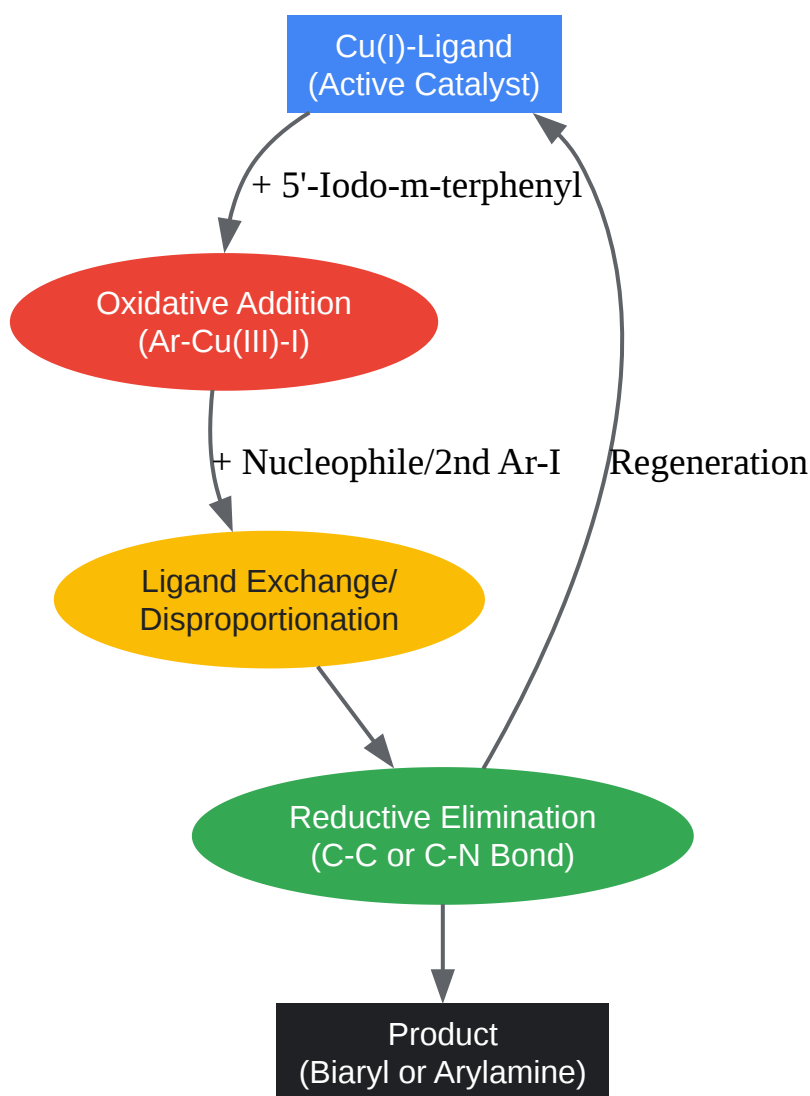 Cu(I)-Ligand
(Active Catalyst)
+ 5'-Iodo-m-terphenyl
Oxidative Addition
(Ar-Cu(III)-I)
+ Nucleophile/2nd Ar-I
Regeneration
Ligand Exchange/
Disproportionation
Reductive Elimination
(C-C or C-N Bond)
Product
(Biaryl or Arylamine)